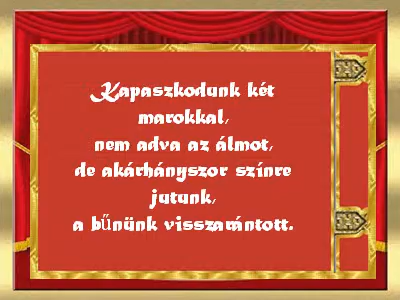 Kapaszkodunk két
marokkal,
nem adva az álmot,
de akárhányszor színre
jutunk,
a bűnünk visszarántott.